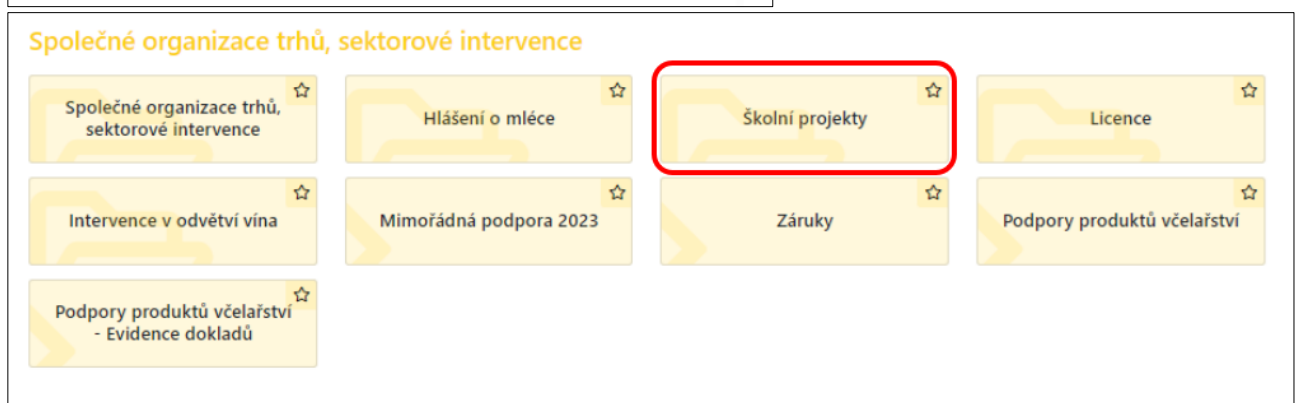 Společné organizace trhů, sektorové intervence
Společné organizace trhů,
sektorové intervence
Hlášení o mléce
Školní projekty
Licence
Intervence v odvětví vína
Mimořádná podpora 2023
Záruky
Podpory produktů včelařství
Podpory produktů včelařství
- Evidence dokladů